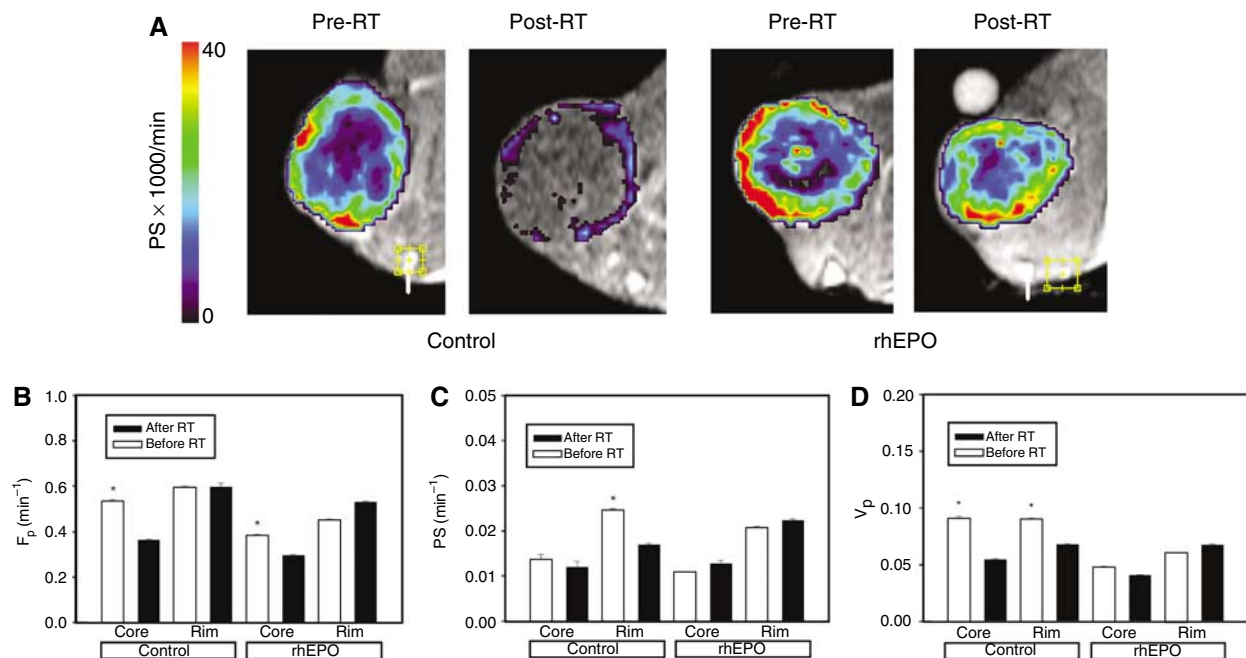 A
Pre-RT
Post-RT
Pre-RT
Post-RT
PS × 1000/min
40
0
Control
rhEPO
B
Fp (min−1)
1.0
0.8
0.6
0.4
0.2
0.0
After RT
Before RT
*
*
Core
Rim
Core
Rim
Control
rhEPO
C
PS (min−1)
0.05
0.04
0.03
0.02
0.01
0.00
After RT
Before RT
*
Core
Rim
Core
Rim
Control
rhEPO
D
Vp
0.20
0.15
0.10
0.05
0.00
After RT
Before RT
*
*
Core
Rim
Core
Rim
Control
rhEPO